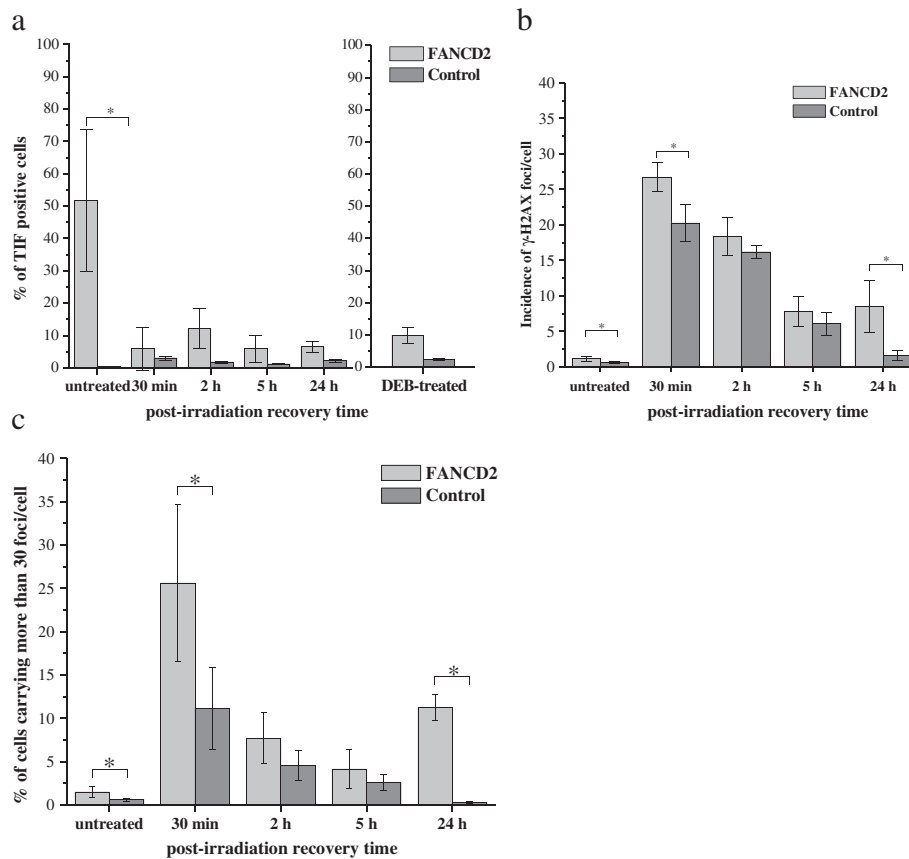 a
100
90
80
70
60
50
40
30
20
10
0
% of TIF positive cells
*
untreated 30 min 2 h 5 h 24 h
post-irradiation recovery time
100
90
80
70
60
50
40
30
20
10
0
FANCD2
Control
DEB-treated
b
40
35
30
25
20
15
10
5
0
Incidence of γ-H2AX foci/cell
FANCD2
Control
*
*
*
untreated 30 min 2 h 5 h 24 h
post-irradiation recovery time
c
40
35
30
25
20
15
10
5
0
% of cells carrying more than 30 foci/cell
FANCD2
Control
*
*
*
untreated 30 min 2 h 5 h 24 h
post-irradiation recovery time